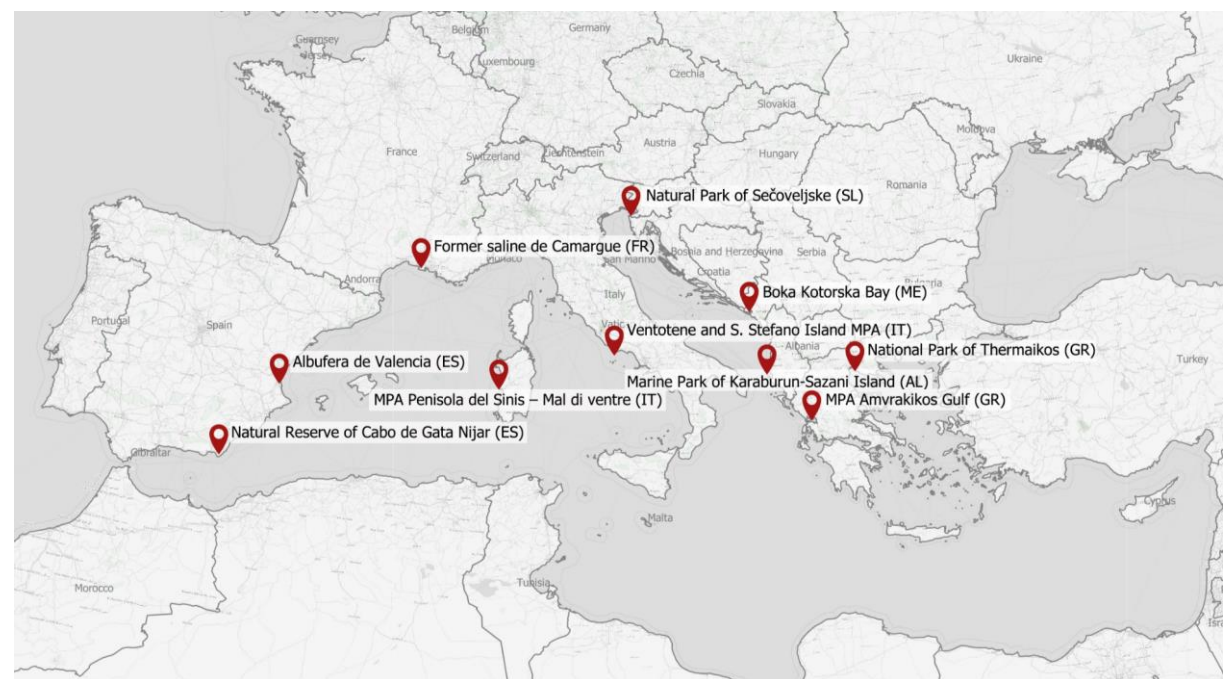 Guernsey
Jersey
Belgium
Germany
Luxembourg
Czechia
Ukraine
Slovakia
Moldova
France
Switzerland
Liechtenstein
Austria
Hungary
Romania
Natural Park of Sečoveljske (SL)
Former saline de Camargue (FR)
Monaco
San Marino
Bosnia and Herzegovina
Serbia
Croatia
Andorra
Italy
Boka Kotorska Bay (ME)
Bulgaria
Portugal
Spain
Vatic
Ventotene and S. Stefano Island MPA (IT)
Albania
National Park of Thermaikos (GR)
Turkey
Albufera de Valencia (ES)
Marine Park of Karaburun-Sazani Island (AL)
MPA Penisola del Sinis – Mal di ventre (IT)
MPA Amvrakikos Gulf (GR)
Natural Reserve of Cabo de Gata Nijar (ES)
Gibraltar
Cyprus
Malta
Tunisia
Morocco
Isra